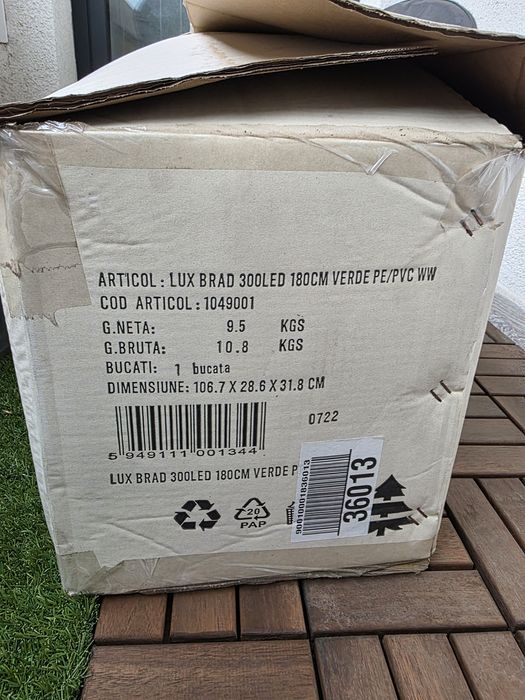 ARTICOL : LUX BRAD 300LED 180CM VERDE PE/PVC WW
COD ARTICOL : 1049001
G.NETA: 9.5 KGS
G.BRUTA: 10.8 KGS
BUCATI: 1 bucata
DIMENSIUNE: 106.7 X 28.6 X 31.8 CM
0722
5 949111 001344
LUX BRAD 300LED 180CM VERDE P
20
PAP
90010001836013
36013